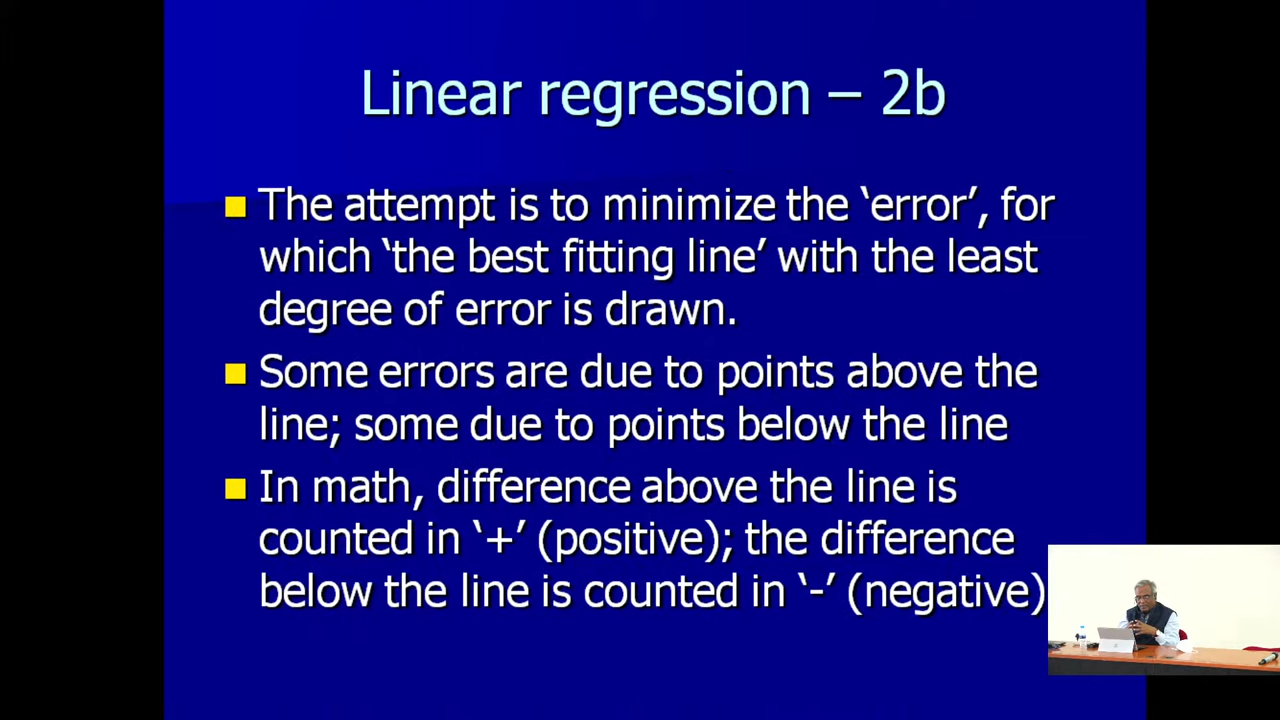 Linear regression – 2b
The attempt is to minimize the ‘error’, for
which ‘the best fitting line’ with the least
degree of error is drawn.
Some errors are due to points above the
line; some due to points below the line
In math, difference above the line is
counted in ‘+’ (positive); the difference
below the line is counted in ‘-’ (negative)